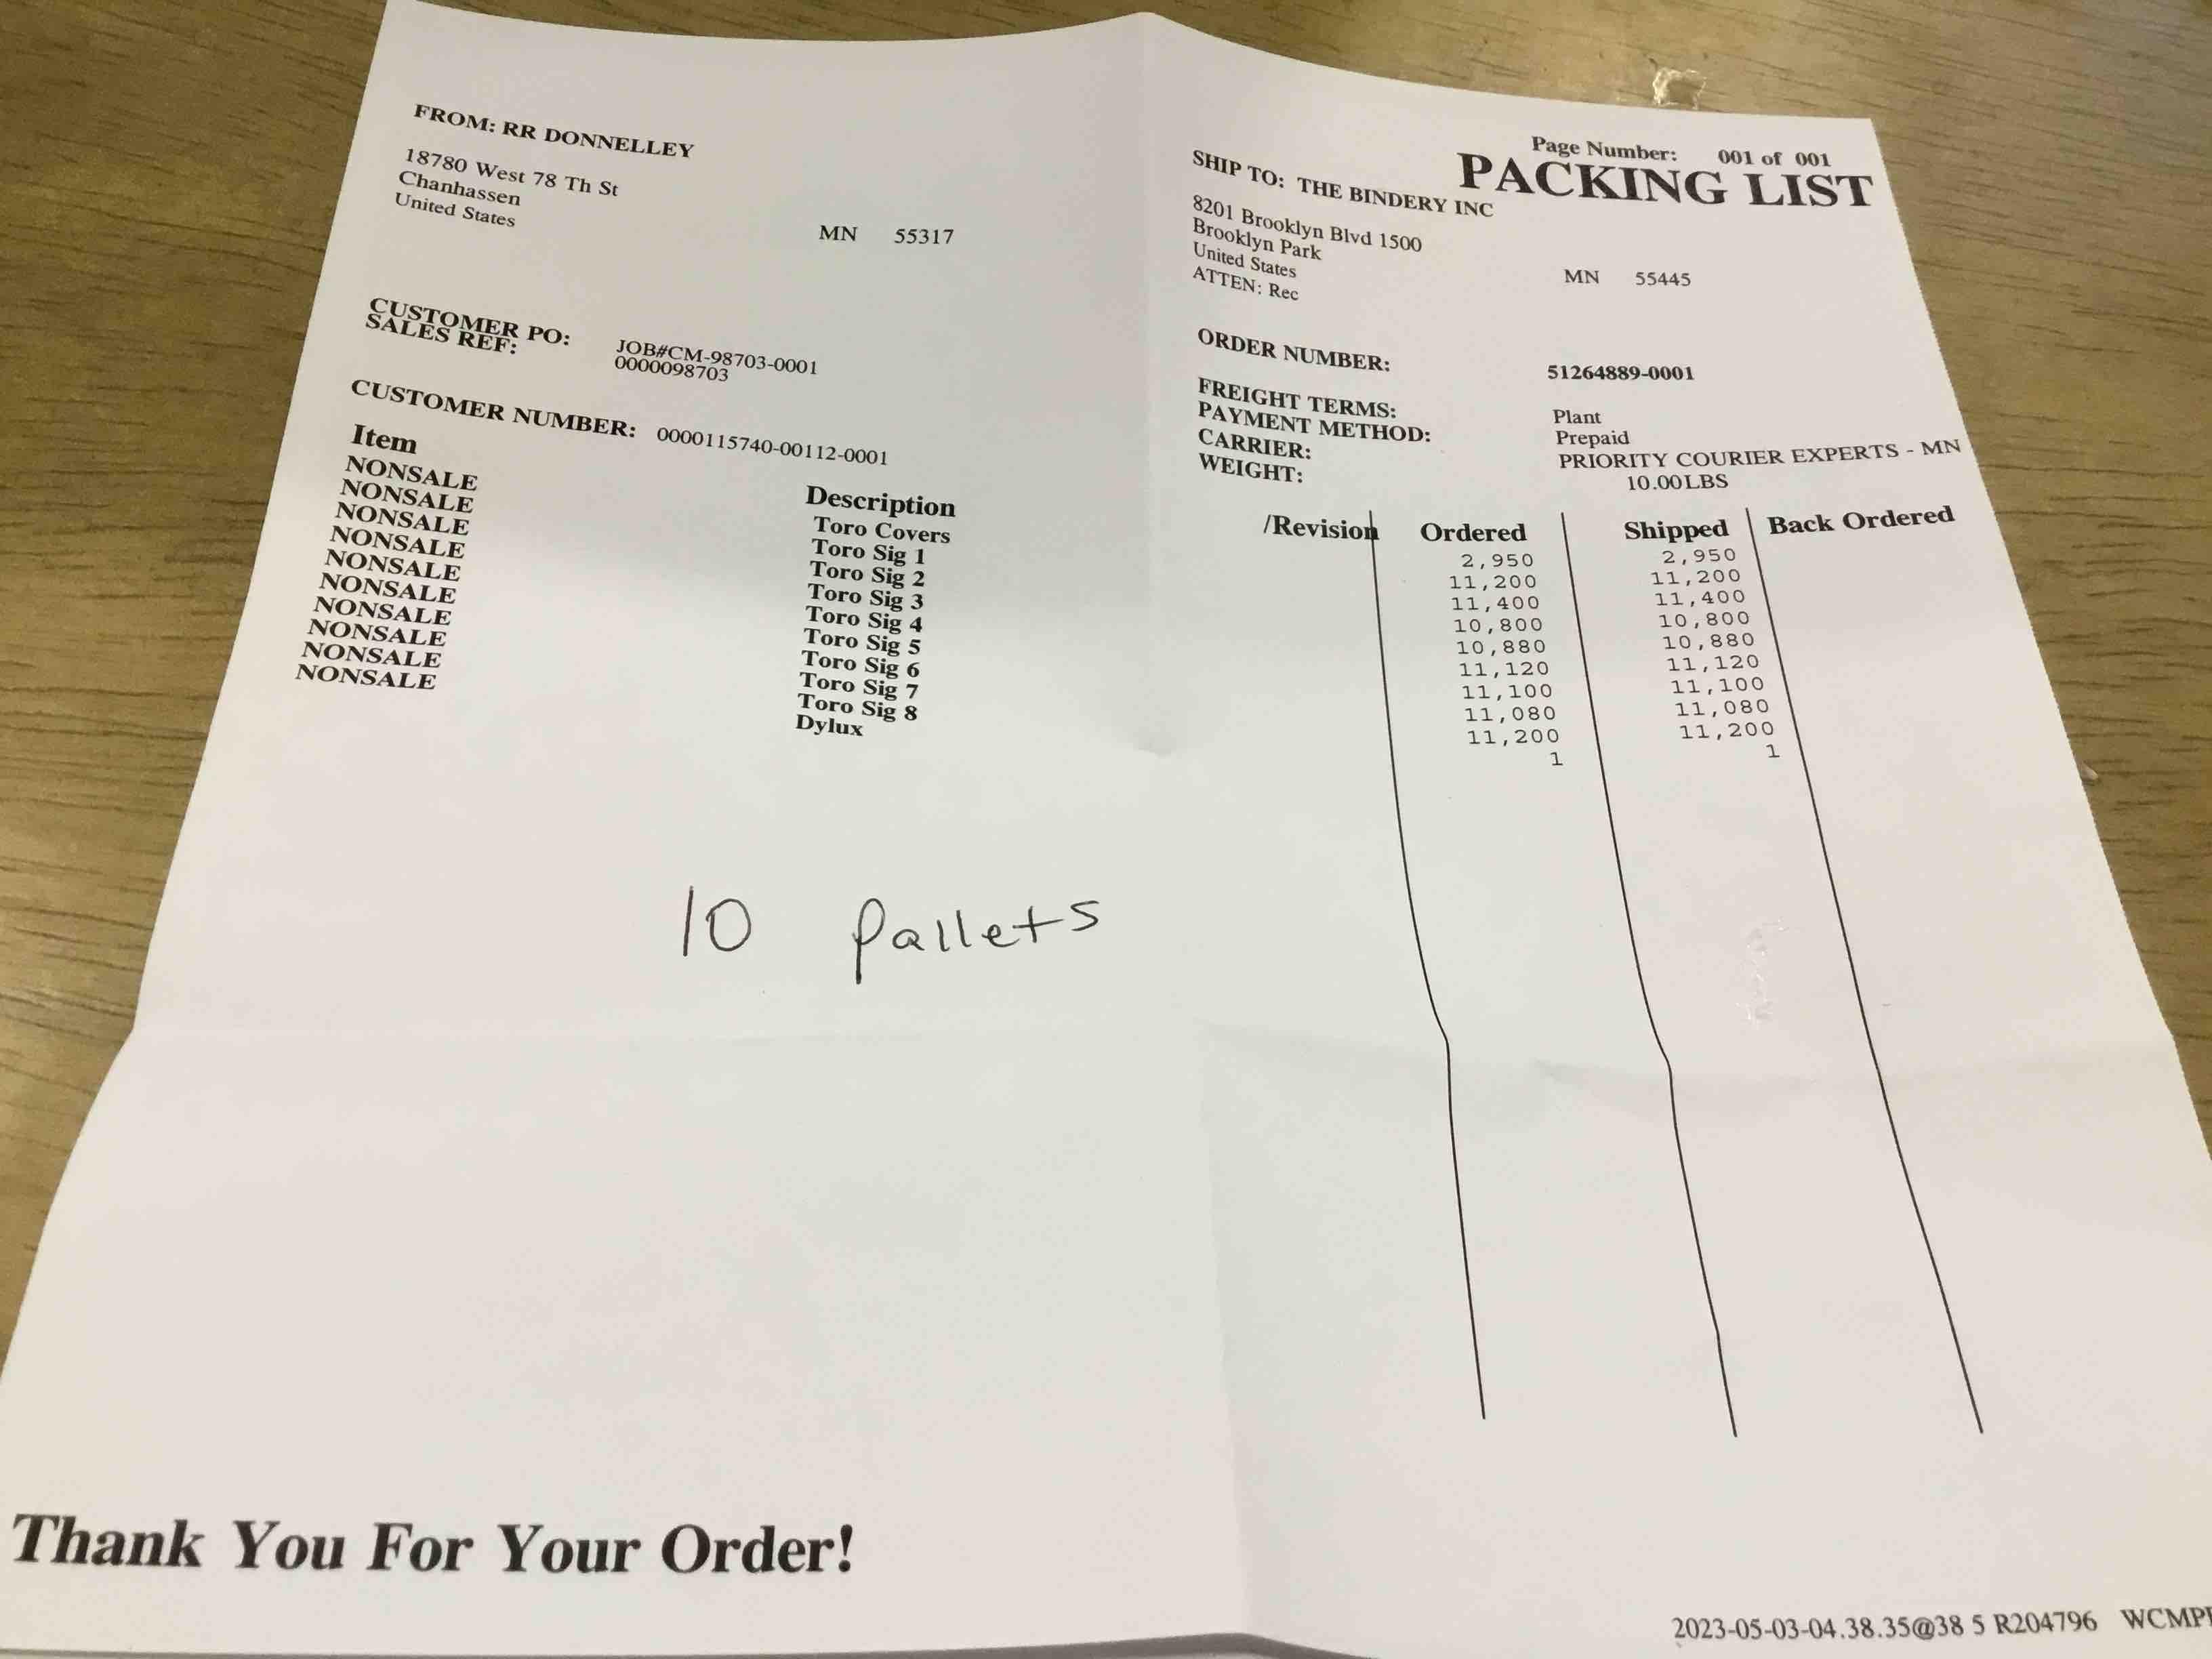 Page Number: 001 of 001
PACKING LIST
FROM: RR DONNELLEY
18780 West 78 Th St
Chanhassen
United States
MN 55317
SHIP TO: THE BINDERY INC
8201 Brooklyn Blvd 1500
Brooklyn Park
United States
MN 55445
ATTEN: Rec
CUSTOMER PO: JOB#CM-98703-0001
SALES REF: 0000098703
CUSTOMER NUMBER: 0000115740-00112-0001
ORDER NUMBER: 51264889-0001
FREIGHT TERMS: Plant
PAYMENT METHOD: Prepaid
CARRIER: PRIORITY COURIER EXPERTS - MN
WEIGHT: 10.00LBS
Item Description /Revision Ordered Shipped Back Ordered
NONSALE Toro Covers 2,950 2,950
NONSALE Toro Sig 1 11,200 11,200
NONSALE Toro Sig 2 11,400 11,400
NONSALE Toro Sig 3 10,800 10,800
NONSALE Toro Sig 4 10,880 10,880
NONSALE Toro Sig 5 11,120 11,120
NONSALE Toro Sig 6 11,100 11,100
NONSALE Toro Sig 7 11,080 11,080
NONSALE Toro Sig 8 11,200 11,200
NONSALE Dylux 1 1
10 Pallets
Thank You For Your Order!
2023-05-03-04.38.35@38 5 R204796